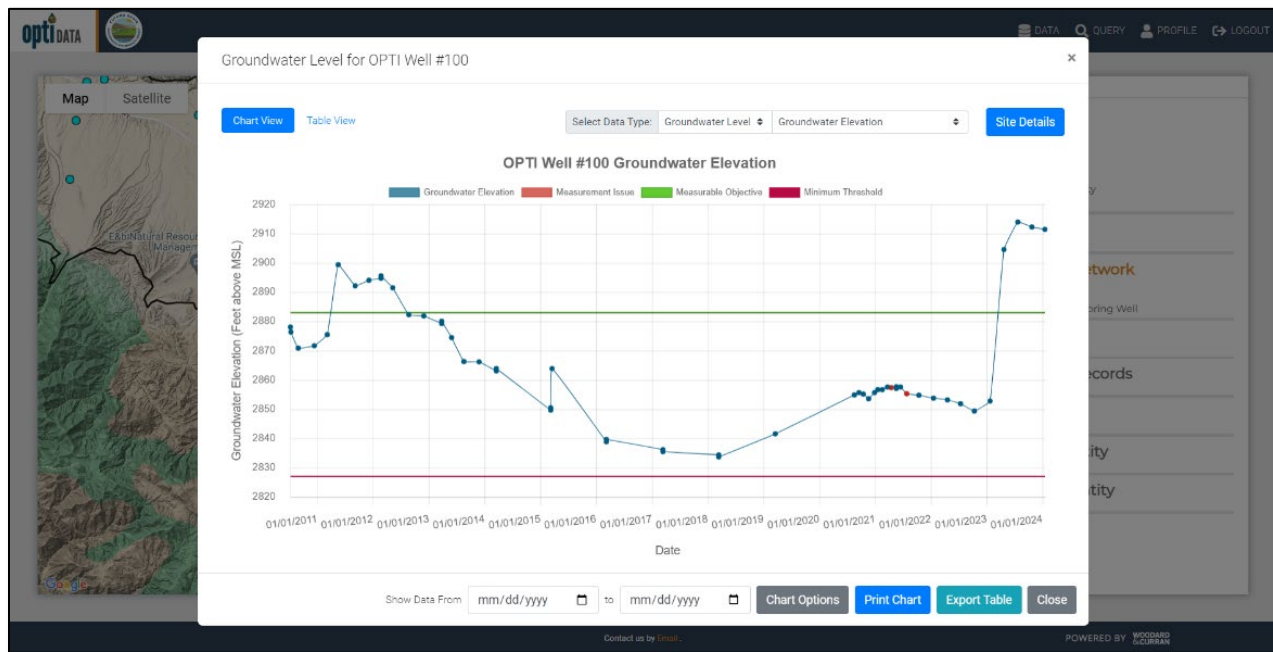 opti DATA
DATA QUERY PROFILE LOGOUT
Groundwater Level for OPTI Well #100 ×
Map Satellite
Chart View Table View Select Data Type: Groundwater Level Groundwater Elevation Site Details
OPTI Well #100 Groundwater Elevation
Groundwater Elevation Measurement Issue Measurable Objective Minimum Threshold
Groundwater Elevation (Feet above MSL)
2920
2910
2900
2890
2880
2870
2860
2850
2840
2830
2820
01/01/2011 01/01/2012 01/01/2013 01/01/2014 01/01/2015 01/01/2016 01/01/2017 01/01/2018 01/01/2019 01/01/2020 01/01/2021 01/01/2022 01/01/2023 01/01/2024
Date
E&b Natural Resour
Managem
etwork
oring Well
ecords
ity
tity
Google
Show Data From mm/dd/yyyy to mm/dd/yyyy Chart Options Print Chart Export Table Close
Contact us by Email.
POWERED BY WOODARD & CURRAN